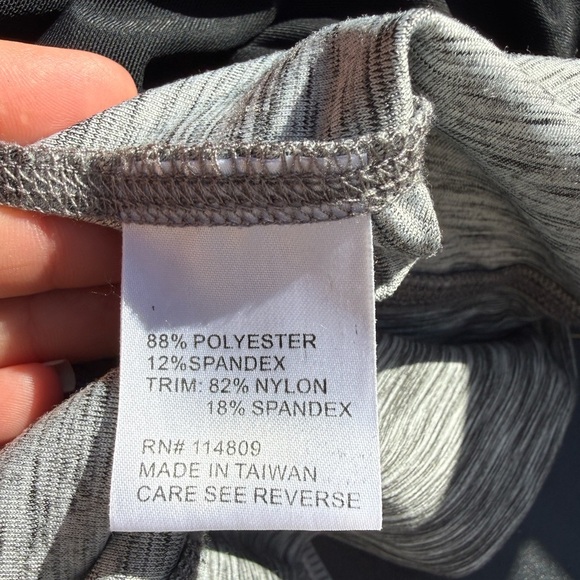 88% POLYESTER
12%SPANDEX
TRIM: 82% NYLON
18% SPANDEX
RN# 114809
MADE IN TAIWAN
CARE SEE REVERSE